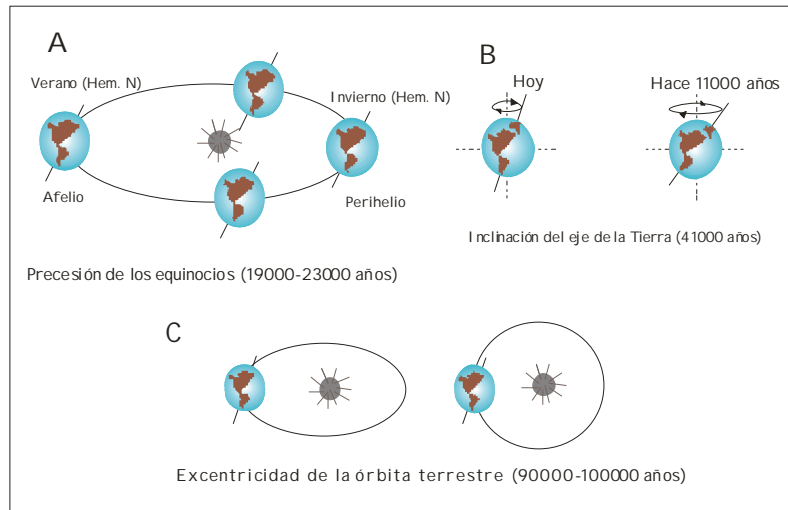 A
Verano (Hem. N)
Invierno (Hem. N)
Afelio
Perihelio
Precesión de los equinocios (19000-23000 años)
B
Hoy
Hace 11000 años
Inclinación del eje de la Tierra (41000 años)
C
Excentricidad de la órbita terrestre (90000-100000 años)